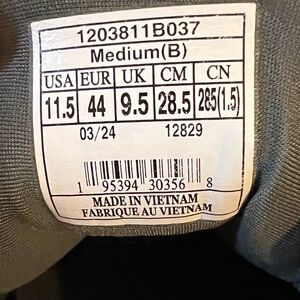 1203811B037
Medium(B)
USA EUR UK CM CN
11.5 44 9.5 28.5 285(1.5)
03/24 12829
1 95394 30356 8
MADE IN VIETNAM
FABRIQUE AU VIETNAM